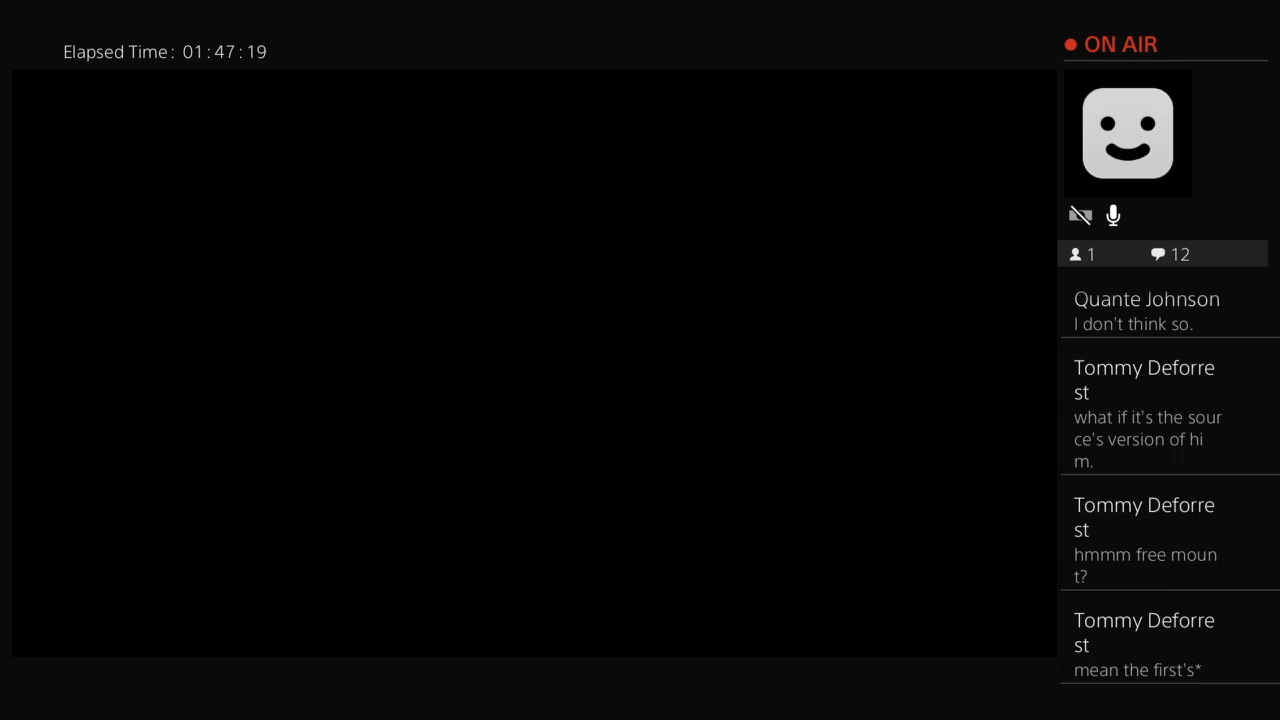 Elapsed Time: 01:47:19
ON AIR
1 12
Quante Johnson
I don't think so.
Tommy Deforre
st
what if it's the sour
ce's version of hi
m.
Tommy Deforre
st
hmmm free moun
t?
Tommy Deforre
st
mean the first's*